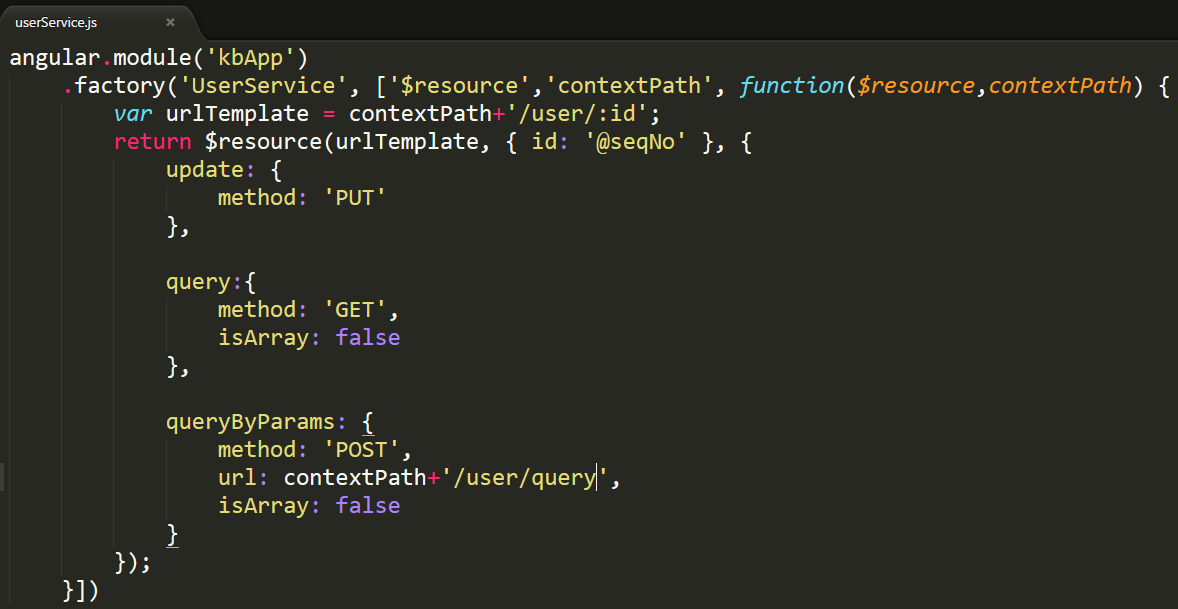 userService.js ×
angular.module('kbApp')
    .factory('UserService', ['$resource','contextPath', function($resource,contextPath) {
        var urlTemplate = contextPath+'/user/:id';
        return $resource(urlTemplate, { id: '@seqNo' }, {
            update: {
                method: 'PUT'
            },

            query:{
                method: 'GET',
                isArray: false
            },

            queryByParams: {
                method: 'POST',
                url: contextPath+'/user/query',
                isArray: false
            }
        });
    }])